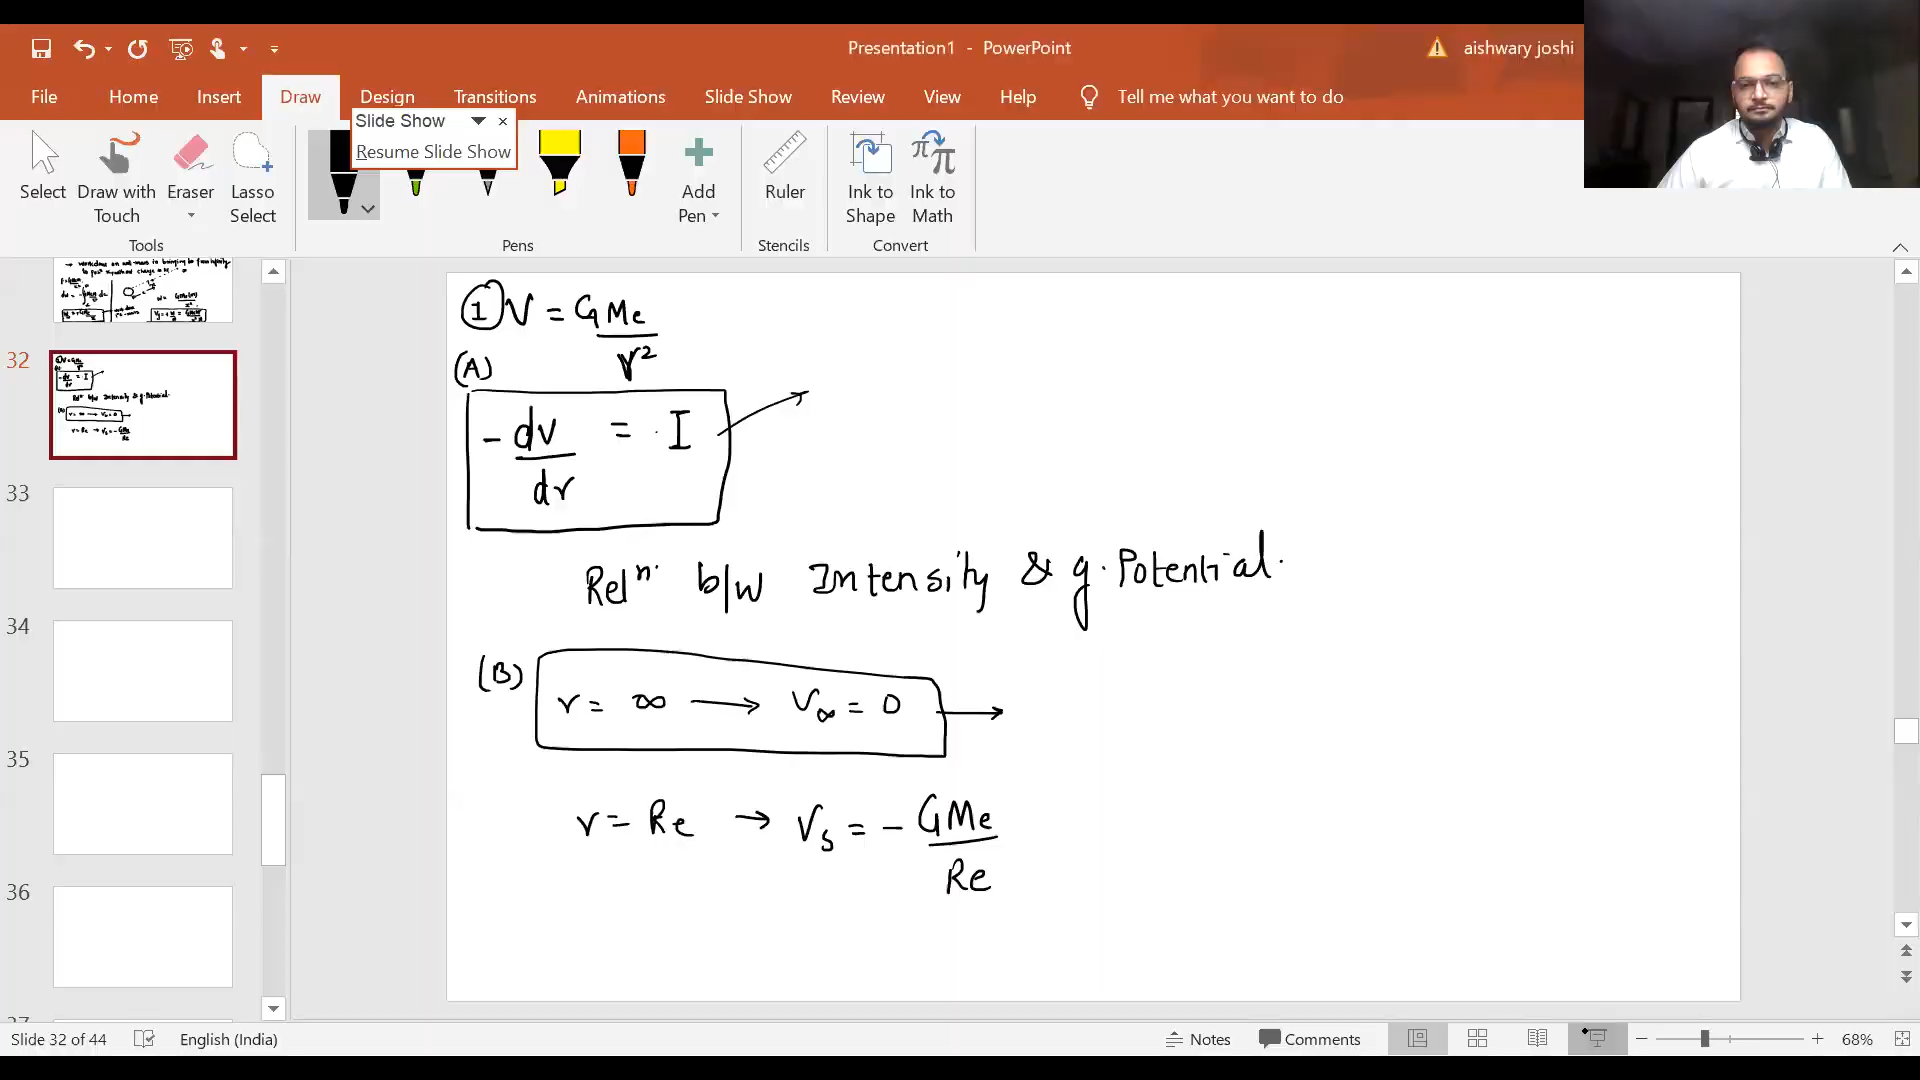 Presentation1 - PowerPoint
aishwary joshi
File Home Insert Draw Design Transitions Animations Slide Show Review View Help Tell me what you want to do
Slide Show
Resume Slide Show
Select Draw with Touch Eraser Lasso Select
Add Pen
Ruler
Ink to Shape Ink to Math
Tools Pens Stencils Convert
32
33
34
35
36
① V = GMe
r²
(A)
- dv = I
dr
Relⁿ. b/w Intensity & g. Potential.
(B) r = ∞ → V∞ = 0
r = Re → Vs = - GMe
Re
Slide 32 of 44 English (India) Notes Comments 68%